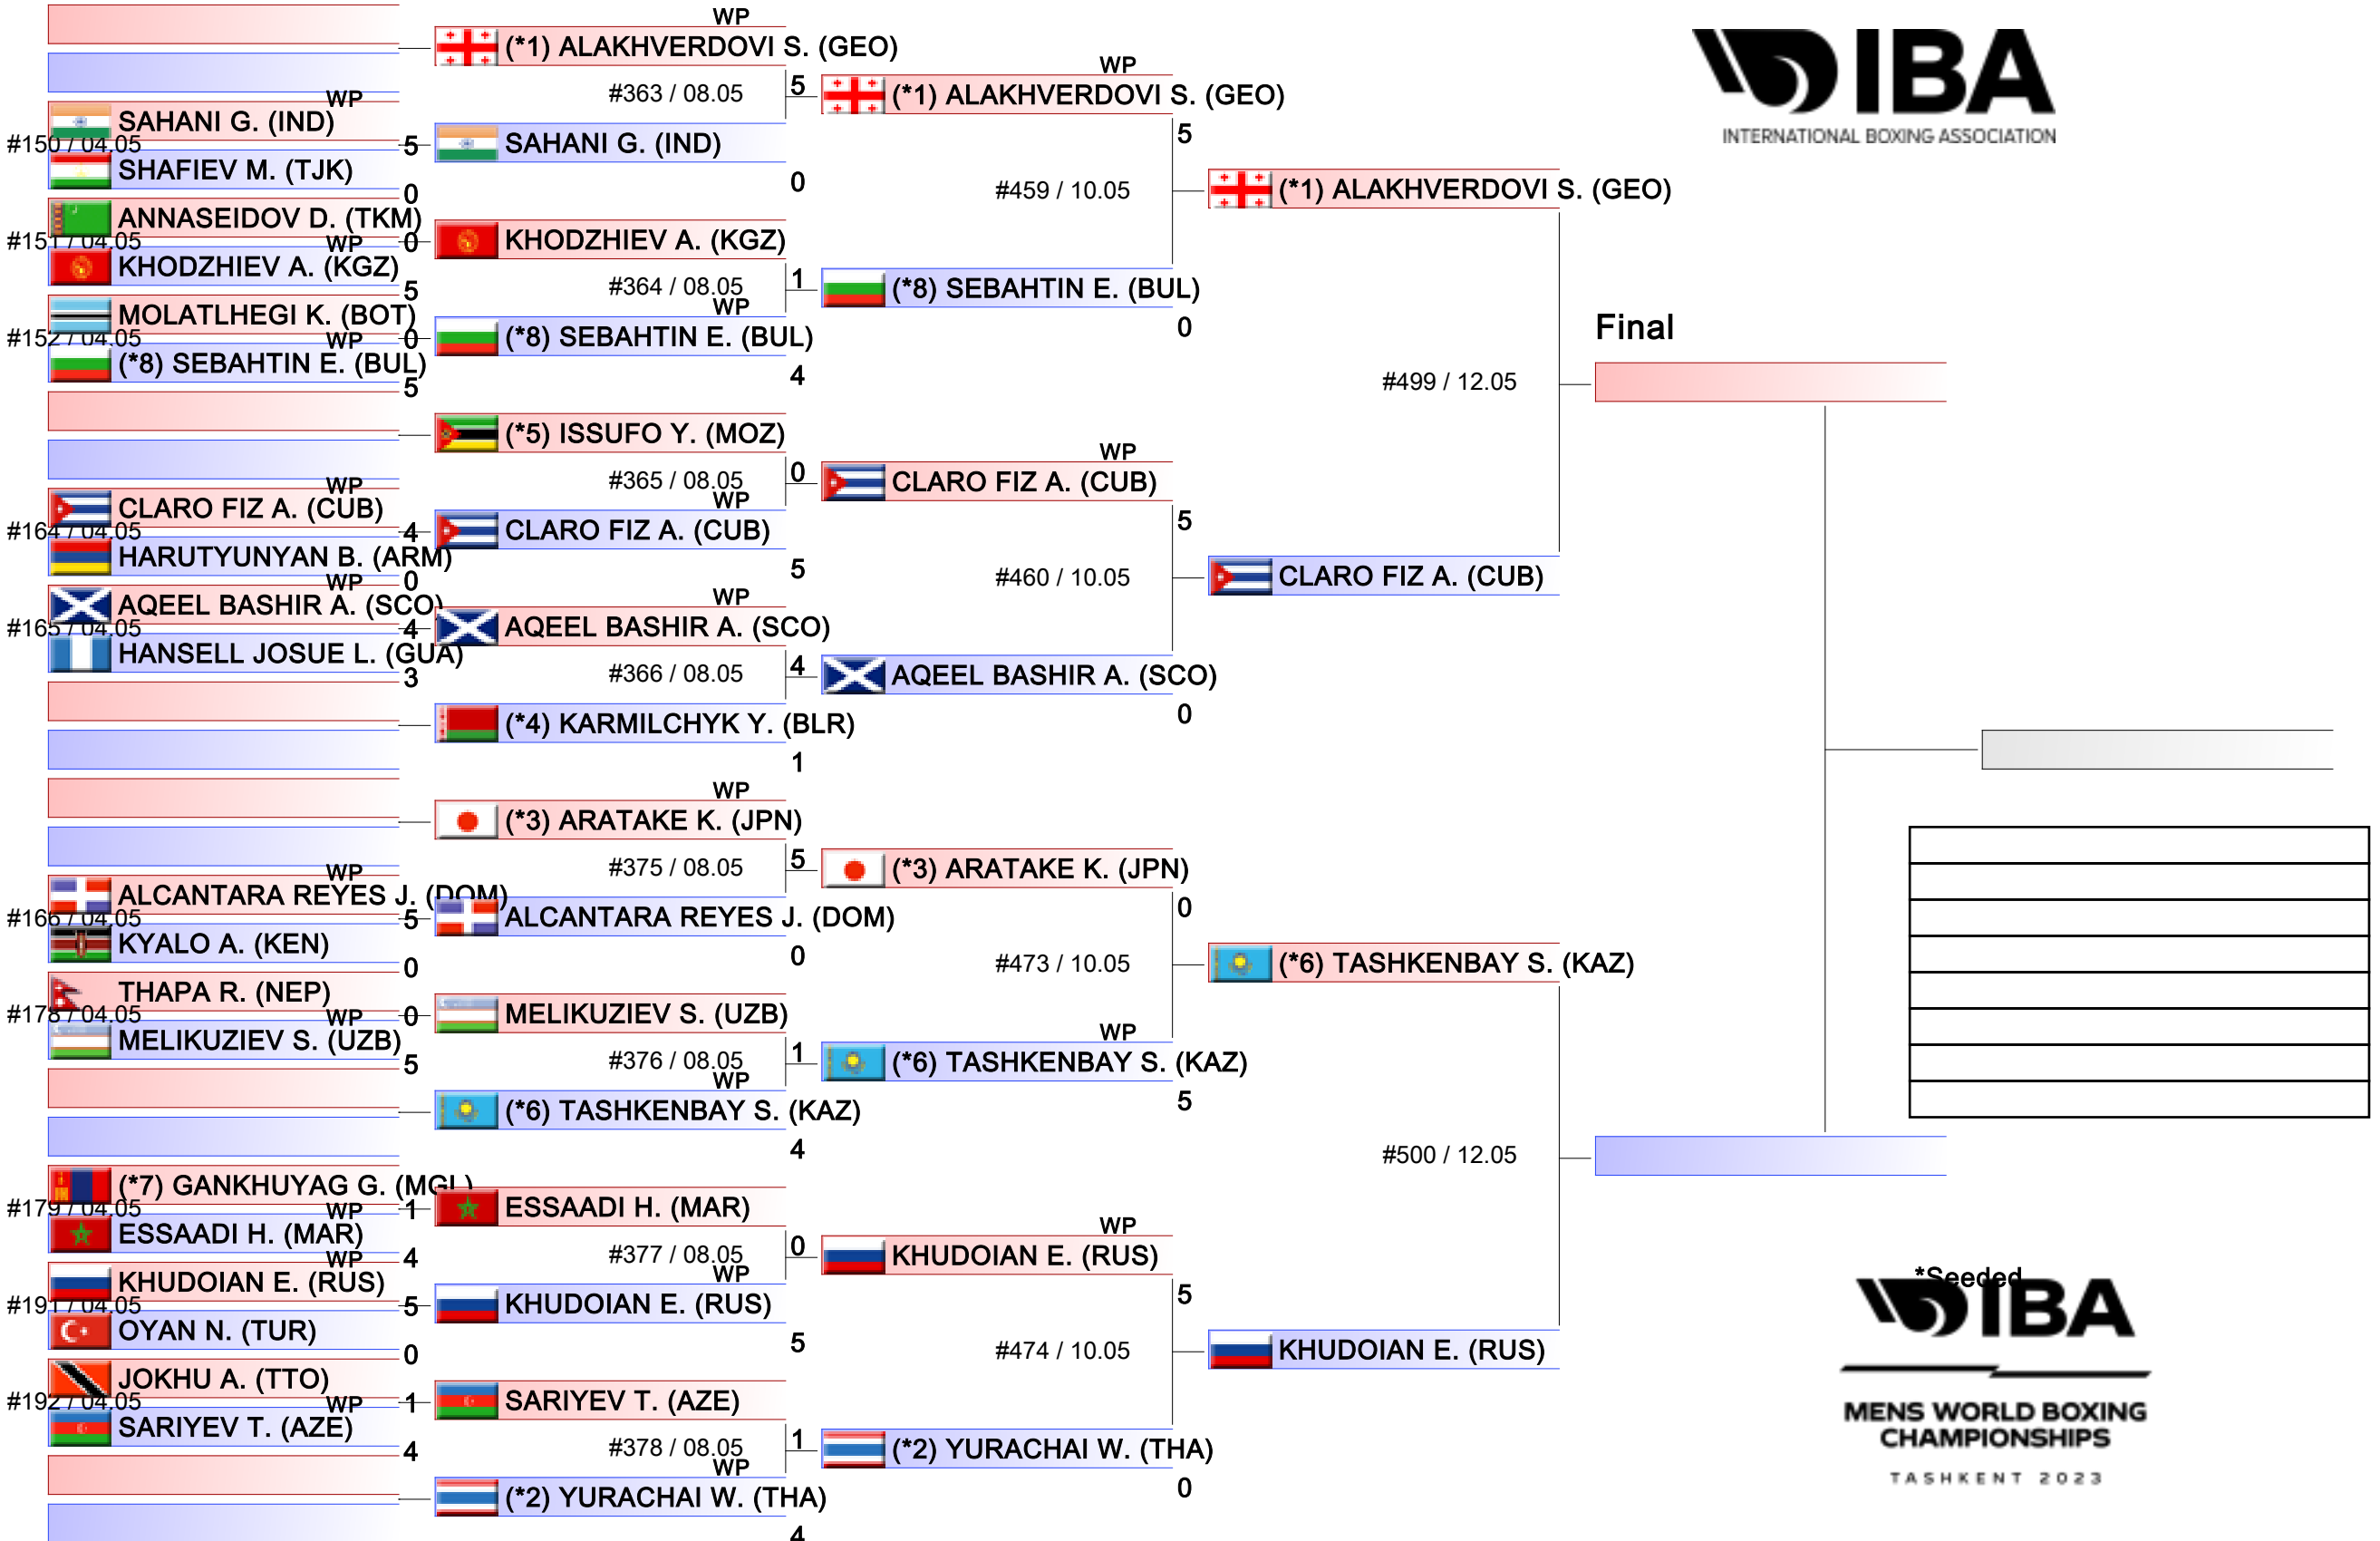 WP
(*1) ALAKHVERDOVI S. (GEO)
#363 / 08.05
5
WP
SAHANI G. (IND)
5
#150 / 04.05
SHAFIEV M. (TJK)
0
SAHANI G. (IND)
0
ANNASEIDOV D. (TKM)
0
#151 / 04.05
WP
KHODZHIEV A. (KGZ)
5
KHODZHIEV A. (KGZ)
1
#364 / 08.05
MOLATLHEGI K. (BOT)
0
#152 / 04.05
WP
(*8) SEBAHTIN E. (BUL)
5
WP
(*8) SEBAHTIN E. (BUL)
4
(*5) ISSUFO Y. (MOZ)
0
#365 / 08.05
WP
CLARO FIZ A. (CUB)
4
#164 / 04.05
HARUTYUNYAN B. (ARM)
0
WP
CLARO FIZ A. (CUB)
5
WP
AQEEL BASHIR A. (SCO)
4
#165 / 04.05
HANSELL JOSUE L. (GUA)
3
WP
AQEEL BASHIR A. (SCO)
4
#366 / 08.05
(*4) KARMILCHYK Y. (BLR)
1
WP
(*3) ARATAKE K. (JPN)
5
#375 / 08.05
WP
ALCANTARA REYES J. (DOM)
5
#166 / 04.05
KYALO A. (KEN)
0
ALCANTARA REYES J. (DOM)
0
THAPA R. (NEP)
0
#178 / 04.05
WP
MELIKUZIEV S. (UZB)
5
MELIKUZIEV S. (UZB)
1
#376 / 08.05
WP
(*6) TASHKENBAY S. (KAZ)
4
(*7) GANKHUYAG G. (MGL)
1
#179 / 04.05
WP
ESSAADI H. (MAR)
4
ESSAADI H. (MAR)
0
#377 / 08.05
WP
KHUDOIAN E. (RUS)
5
#191 / 04.05
OYAN N. (TUR)
0
WP
KHUDOIAN E. (RUS)
5
JOKHU A. (TTO)
1
#192 / 04.05
WP
SARIYEV T. (AZE)
4
SARIYEV T. (AZE)
1
#378 / 08.05
WP
(*2) YURACHAI W. (THA)
4
WP
(*1) ALAKHVERDOVI S. (GEO)
5
#459 / 10.05
(*8) SEBAHTIN E. (BUL)
0
WP
CLARO FIZ A. (CUB)
5
#460 / 10.05
AQEEL BASHIR A. (SCO)
0
(*3) ARATAKE K. (JPN)
0
#473 / 10.05
WP
(*6) TASHKENBAY S. (KAZ)
5
WP
KHUDOIAN E. (RUS)
5
#474 / 10.05
(*2) YURACHAI W. (THA)
0
(*1) ALAKHVERDOVI S. (GEO)
#499 / 12.05
CLARO FIZ A. (CUB)
(*6) TASHKENBAY S. (KAZ)
#500 / 12.05
KHUDOIAN E. (RUS)
Final
IBA
INTERNATIONAL BOXING ASSOCIATION
*Seeded
IBA
MENS WORLD BOXING
CHAMPIONSHIPS
TASHKENT 2023